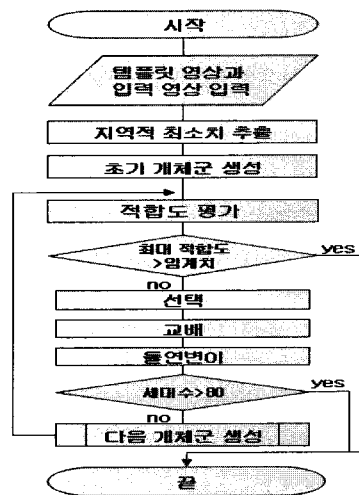 시작
템플릿 영상과
입력 영상 입력
지역적 최소치 추출
초기 개체군 생성
적합도 평가
최대 적합도
>임계치
yes
no
선택
교배
돌연변이
세대수>80
yes
no
다음 개체군 생성
끝